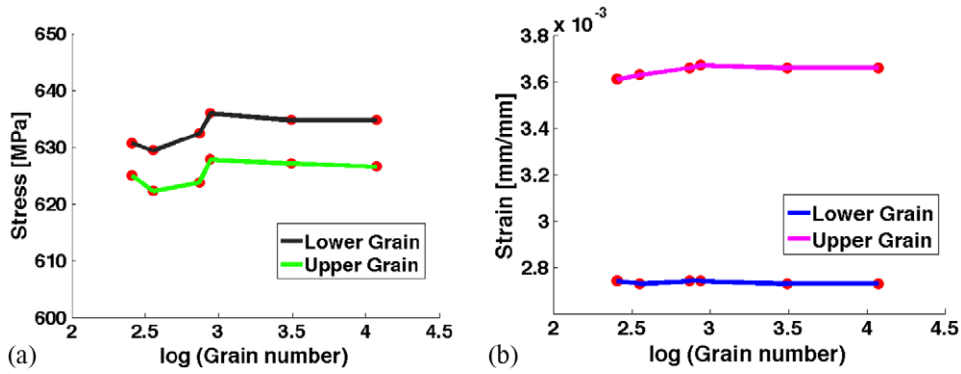 650
640
630
620
610
600
Stress [MPa]
Lower Grain
Upper Grain
2 2.5 3 3.5 4 4.5
log (Grain number)
(a)
x 10⁻³
3.8
3.6
3.4
3.2
3
2.8
Strain [mm/mm]
Lower Grain
Upper Grain
2 2.5 3 3.5 4 4.5
log (Grain number)
(b)